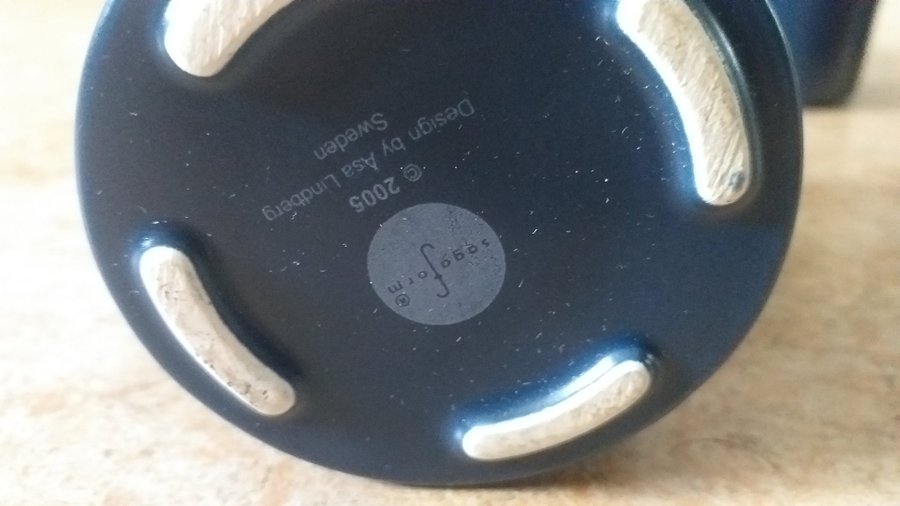 sagaform®
© 2005
Design by Asa Lindberg
Sweden